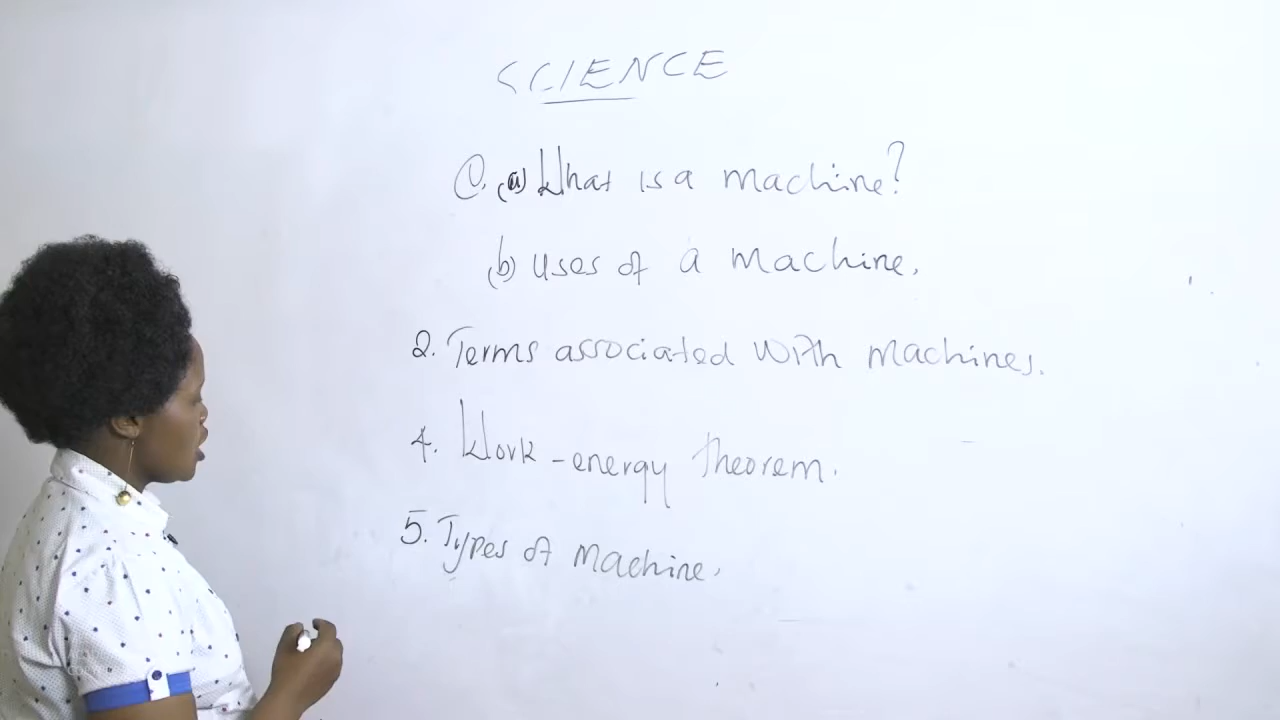 SCIENCE
1. (a) What is a machine?
(b) uses of a machine.
2. Terms associated with machines.
4. Work-energy theorem.
5. Types of machine.